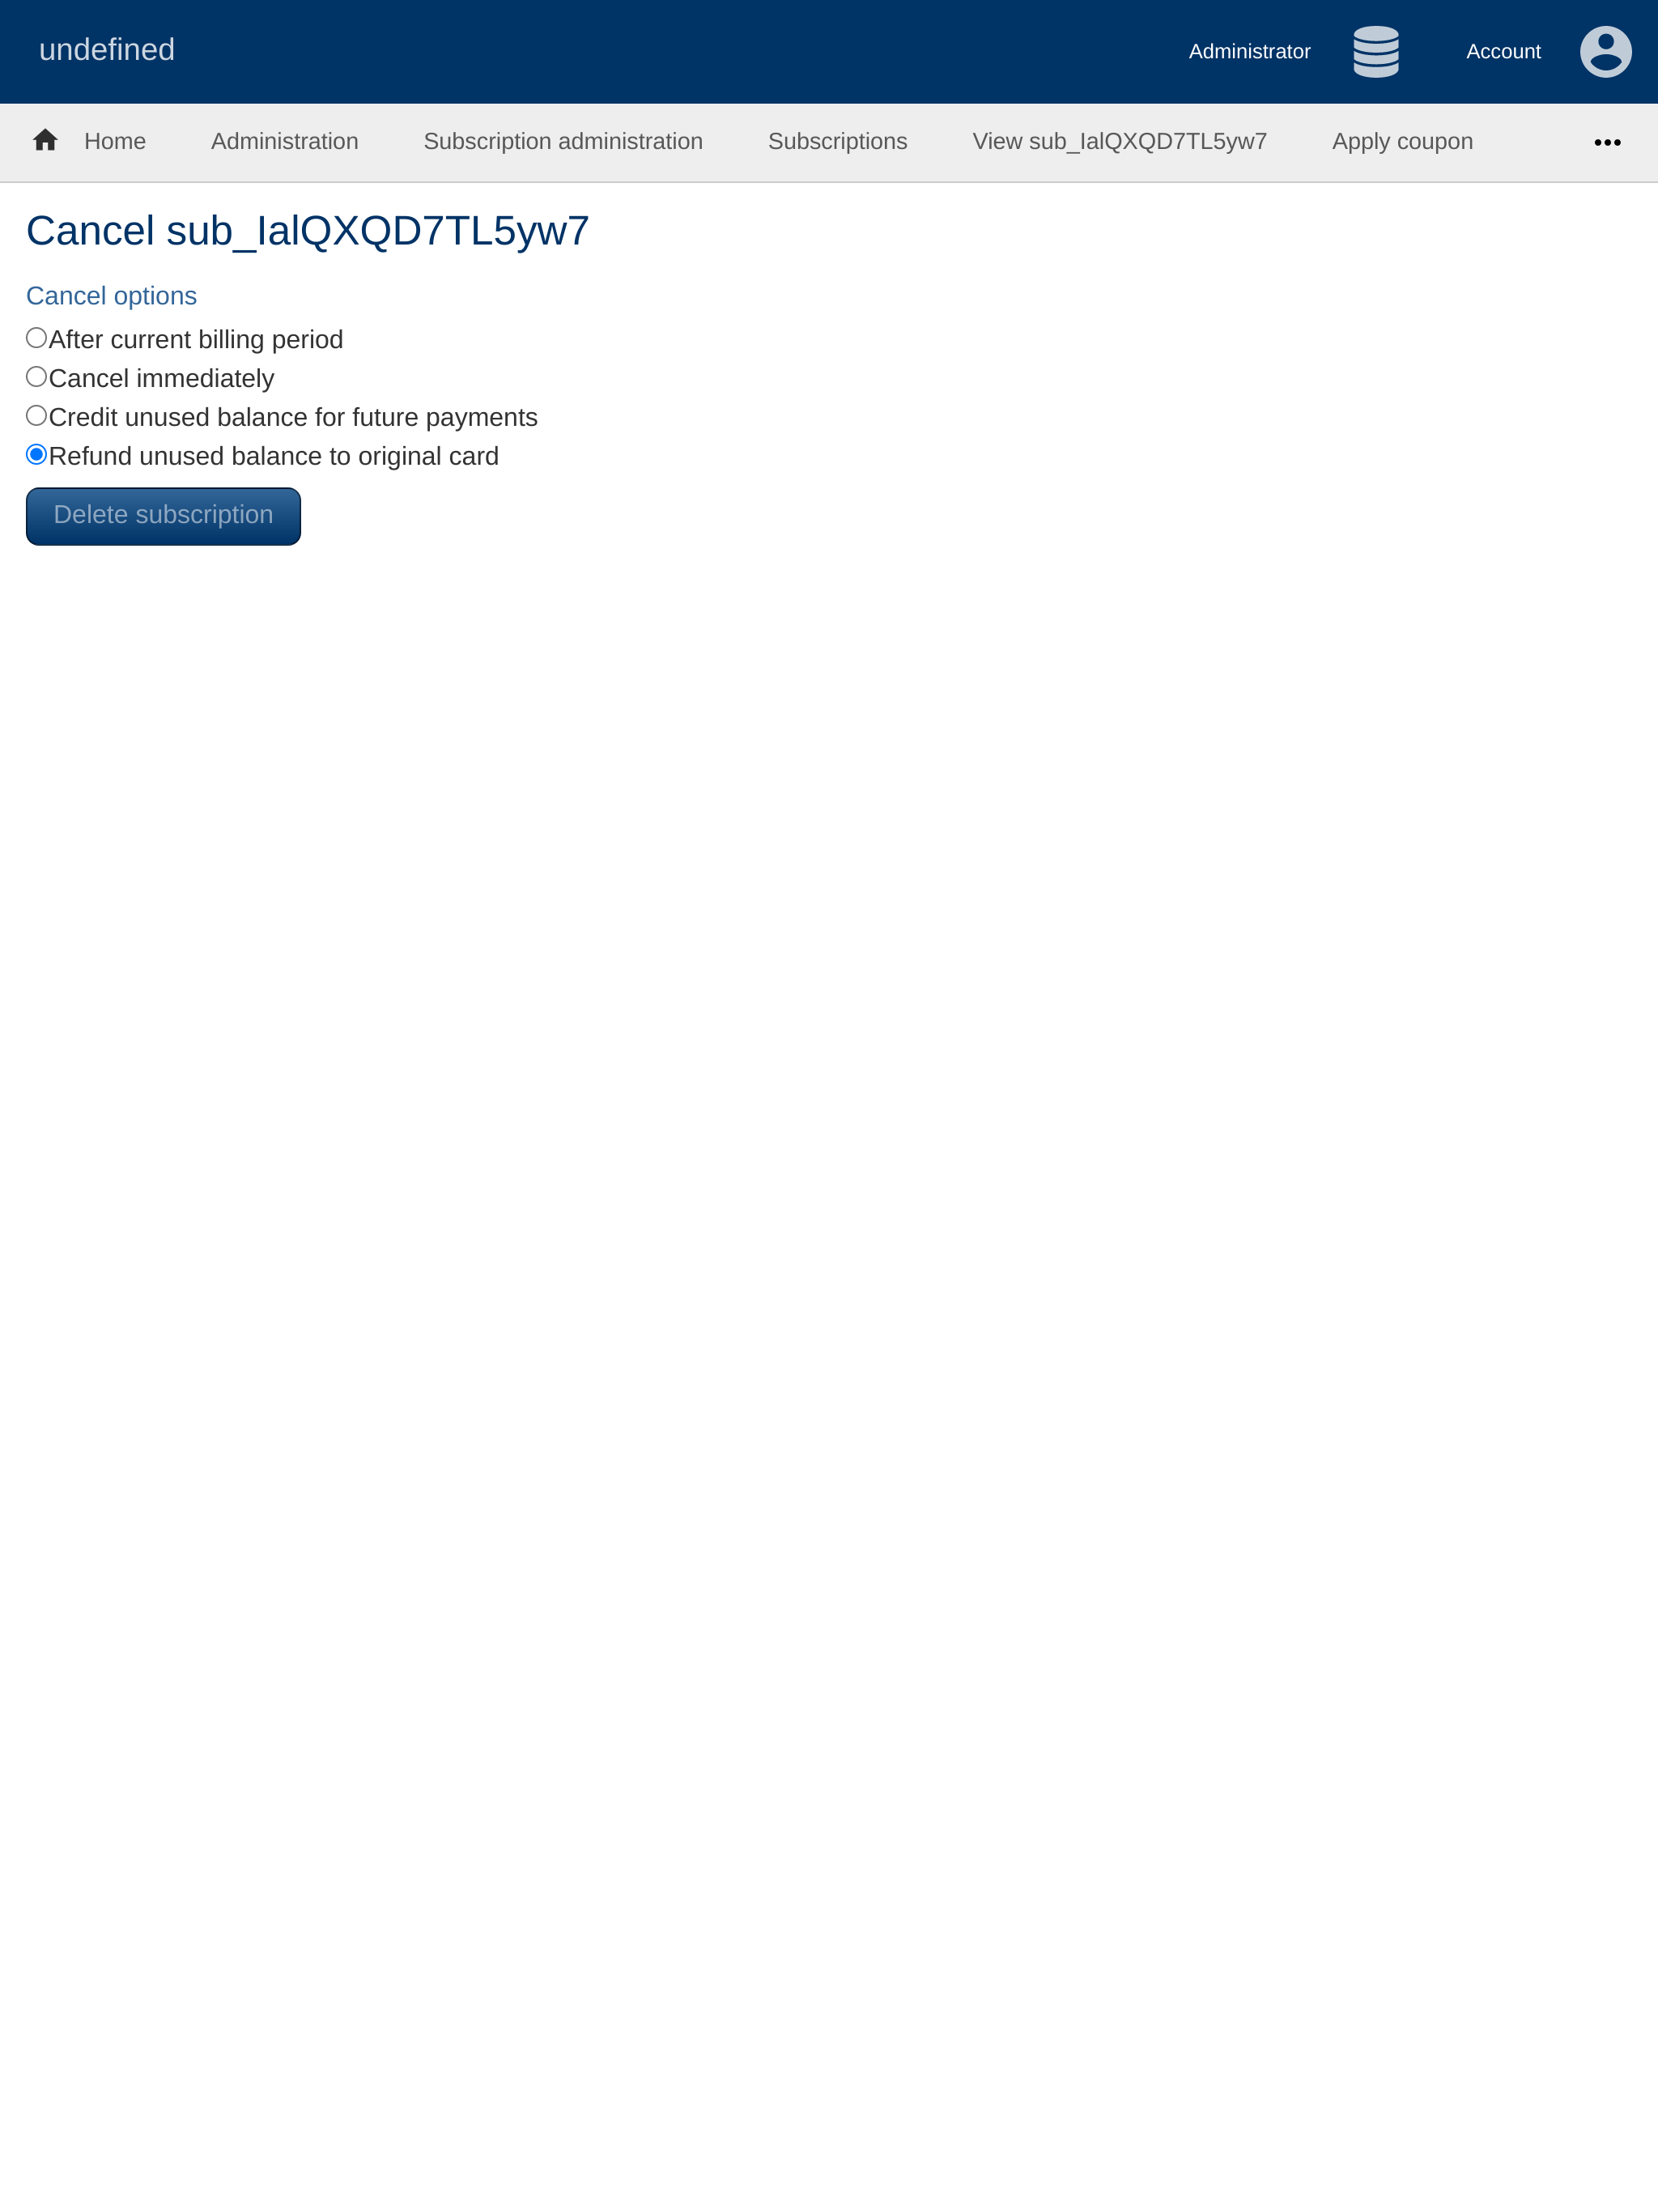 undefined
Administrator
Account
Home
Administration
Subscription administration
Subscriptions
View sub_IalQXQD7TL5yw7
Apply coupon
Cancel sub_IalQXQD7TL5yw7
Cancel options
After current billing period
Cancel immediately
Credit unused balance for future payments
Refund unused balance to original card
Delete subscription